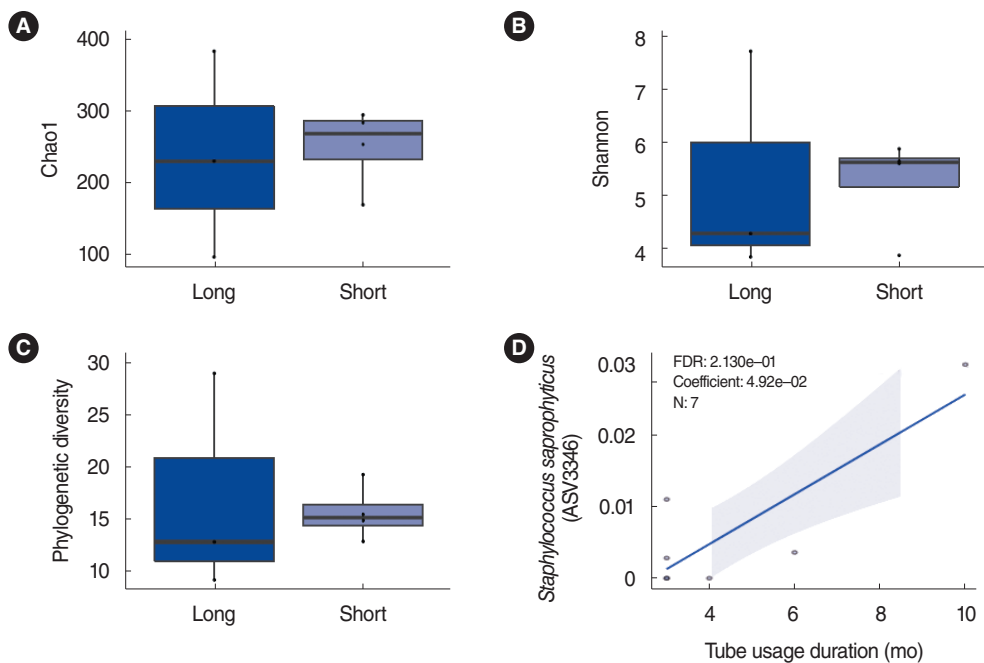 A
Chao1
400
300
200
100
Long
Short
B
Shannon
8
7
6
5
4
Long
Short
C
Phylogenetic diversity
30
25
20
15
10
Long
Short
D
Staphylococcus saprophyticus
(ASV3346)
FDR: 2.130e–01
Coefficient: 4.92e–02
N: 7
0.03
0.02
0.01
0
4
6
8
10
Tube usage duration (mo)